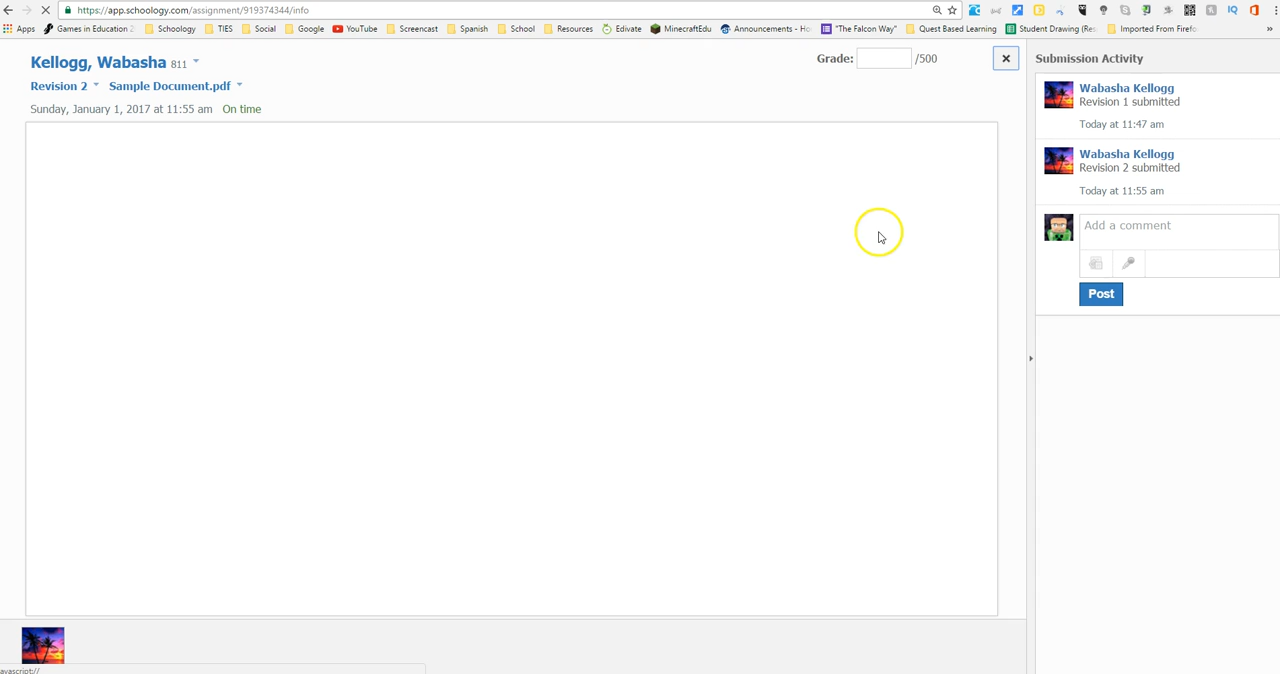 https://app.schoology.com/assignment/919374344/info
Apps Games in Education 2 Schoology TIES Social Google YouTube Screencast Spanish School Resources Edivate MinecraftEdu Announcements - Ho "The Falcon Way" Quest Based Learning Student Drawing (Res Imported From Firefo »
Kellogg, Wabasha 811
Grade: /500
Submission Activity
Revision 2 Sample Document.pdf
Sunday, January 1, 2017 at 11:55 am On time
Wabasha Kellogg
Revision 1 submitted
Today at 11:47 am
Wabasha Kellogg
Revision 2 submitted
Today at 11:55 am
Add a comment
Post
avascript://